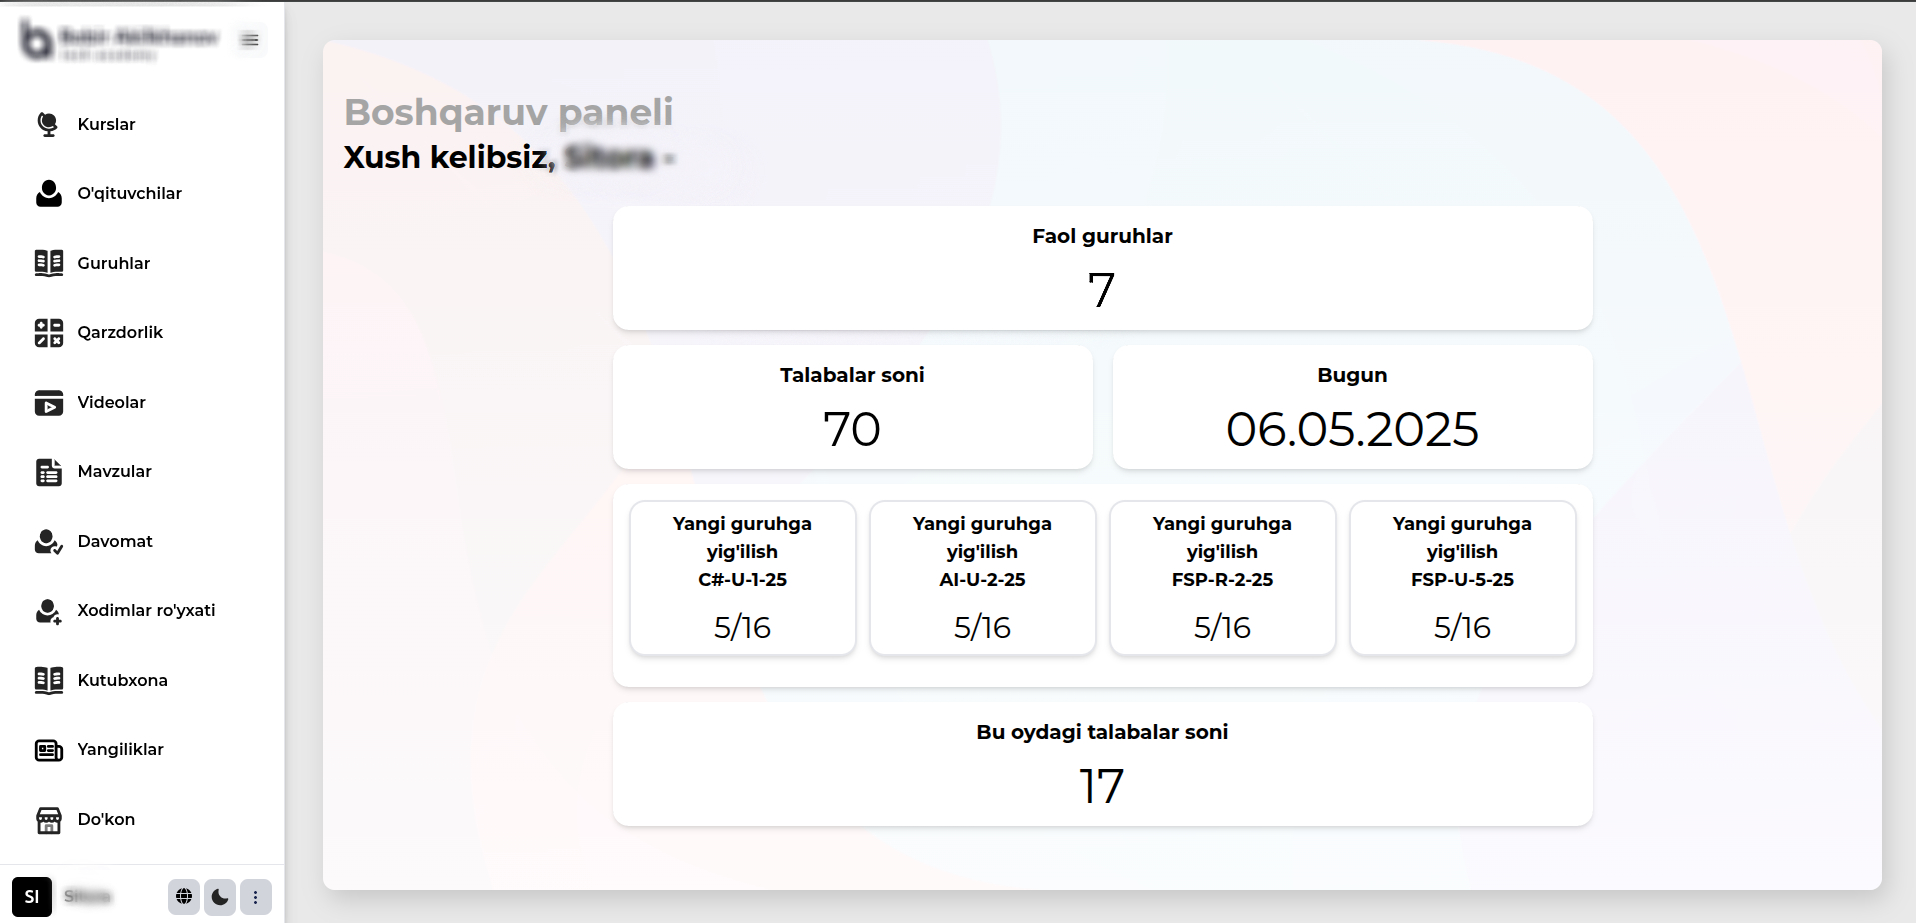 Kurslar
O'qituvchilar
Guruhlar
Qarzdorlik
Videolar
Mavzular
Davomat
Xodimlar ro'yxati
Kutubxona
Yangiliklar
Do'kon
SI
Boshqaruv paneli
Xush kelibsiz,
Faol guruhlar
7
Talabalar soni
70
Bugun
06.05.2025
Yangi guruhga
yig'ilish
C#-U-1-25
5/16
Yangi guruhga
yig'ilish
AI-U-2-25
5/16
Yangi guruhga
yig'ilish
FSP-R-2-25
5/16
Yangi guruhga
yig'ilish
FSP-U-5-25
5/16
Bu oydagi talabalar soni
17